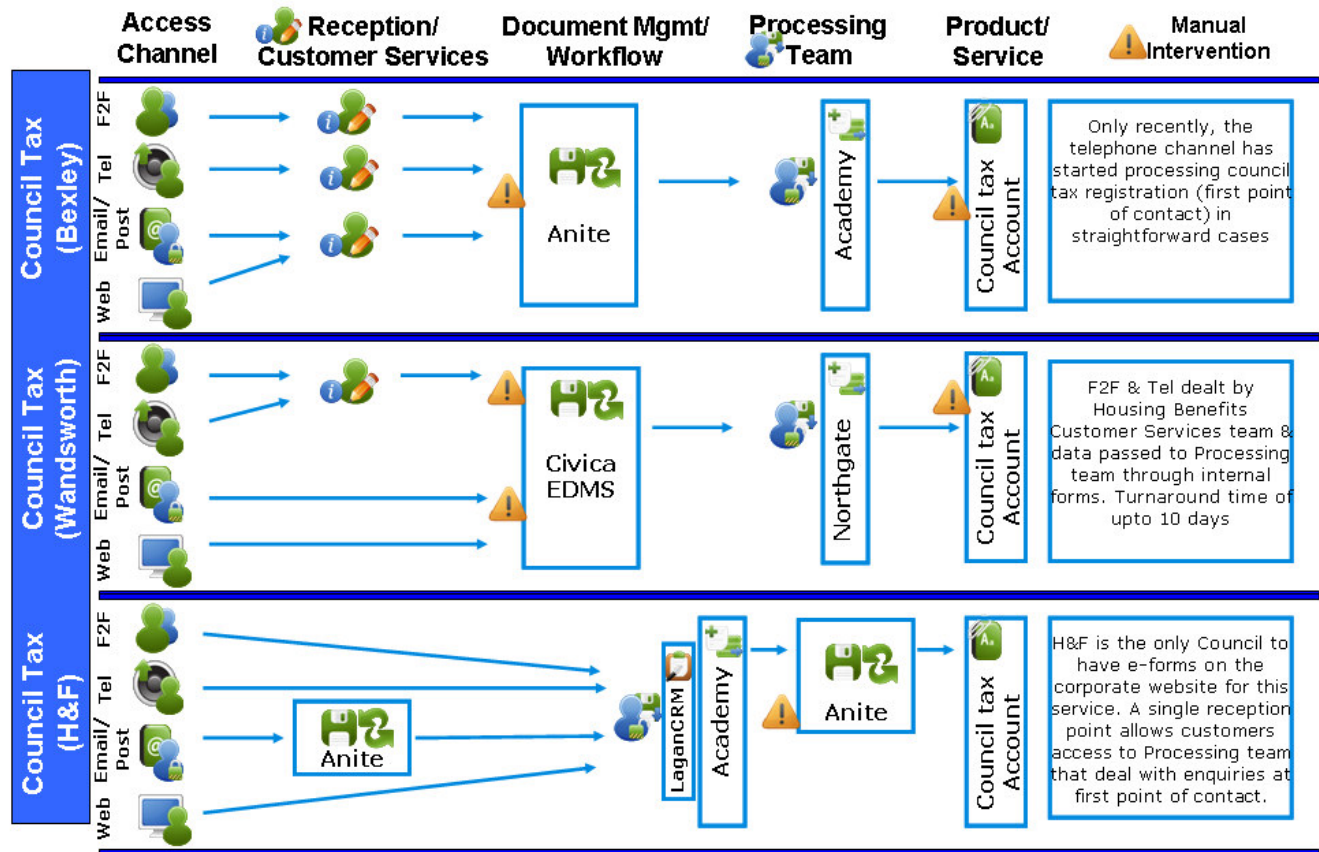 Access
Channel
Reception/
Customer Services
Document Mgmt/
Workflow
Processing
Team
Product/
Service
Manual
Intervention
Council Tax
(Bexley)
F2F
Tel
Email/
Post
Web
Anite
Academy
Council tax
Account
Only recently, the
telephone channel has
started processing council
tax registration (first point
of contact) in
straightforward cases
Council Tax
(Wandsworth)
F2F
Tel
Email/
Post
Web
Civica
EDMS
Northgate
Council tax
Account
F2F & Tel dealt by
Housing Benefits
Customer Services team &
data passed to Processing
team through internal
forms. Turnaround time of
upto 10 days
Council Tax
(H&F)
F2F
Tel
Email/
Post
Web
Anite
LaganCRM
Academy
Anite
Council tax
Account
H&F is the only Council to
have e-forms on the
corporate website for this
service. A single reception
point allows customers
access to Processing team
that deal with enquiries at
first point of contact.